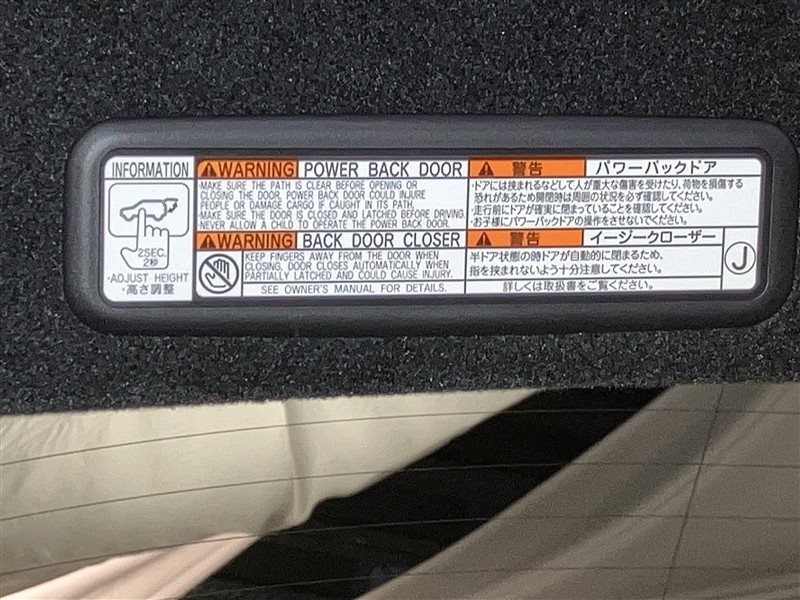 INFORMATION
2SEC.
2秒
·ADJUST HEIGHT
·高さ調整
WARNING POWER BACK DOOR
·MAKE SURE THE PATH IS CLEAR BEFORE OPENING OR
CLOSING THE DOOR. POWER BACK DOOR COULD INJURE
PEOPLE OR DAMAGE CARGO IF CAUGHT IN ITS PATH.
·MAKE SURE THE DOOR IS CLOSED AND LATCHED BEFORE DRIVING.
·NEVER ALLOW A CHILD TO OPERATE THE POWER BACK DOOR.
WARNING BACK DOOR CLOSER
KEEP FINGERS AWAY FROM THE DOOR WHEN
CLOSING. DOOR CLOSES AUTOMATICALLY WHEN
PARTIALLY LATCHED AND COULD CAUSE INJURY.
SEE OWNER'S MANUAL FOR DETAILS.
警告 パワーバックドア
·ドアには挟まれるなどして人が重大な傷害を受けたり、荷物を損傷する
恐れがあるため開閉時は周囲の状況を必ず確認してください。
·走行前にドアが確実に閉まっていることを確認してください。
·お子様にパワーバックドアの操作をさせないでください。
警告 イージークローザー
半ドア状態の時ドアが自動的に閉まるため、
指を挟まれないよう十分注意してください。
詳しくは取扱書をご覧ください。
J